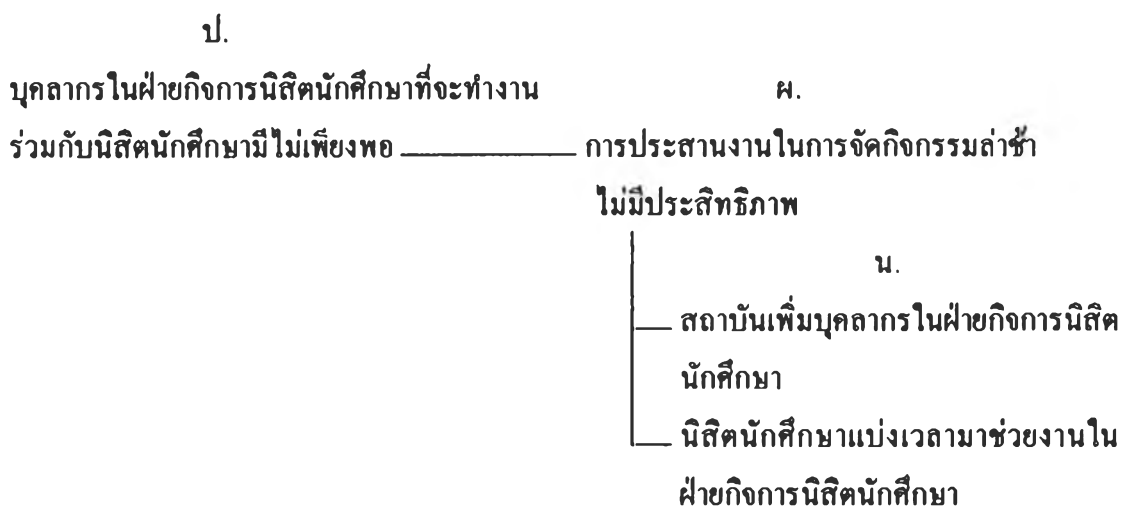 ป.
บุคลากรในฝ่ายกิจการนิสิตนักศึกษาที่จะทำงาน
ผ.
ร่วมกับนิสิตนักศึกษามีไม่เพียงพอ การประสานงานในการจัดกิจกรรมล่าช้า
ไม่มีประสิทธิภาพ
น.
สถาบันเพิ่มบุคลากรในฝ่ายกิจการนิสิต
นักศึกษา
นิสิตนักศึกษาแบ่งเวลามาช่วยงานใน
ฝ่ายกิจการนิสิตนักศึกษา